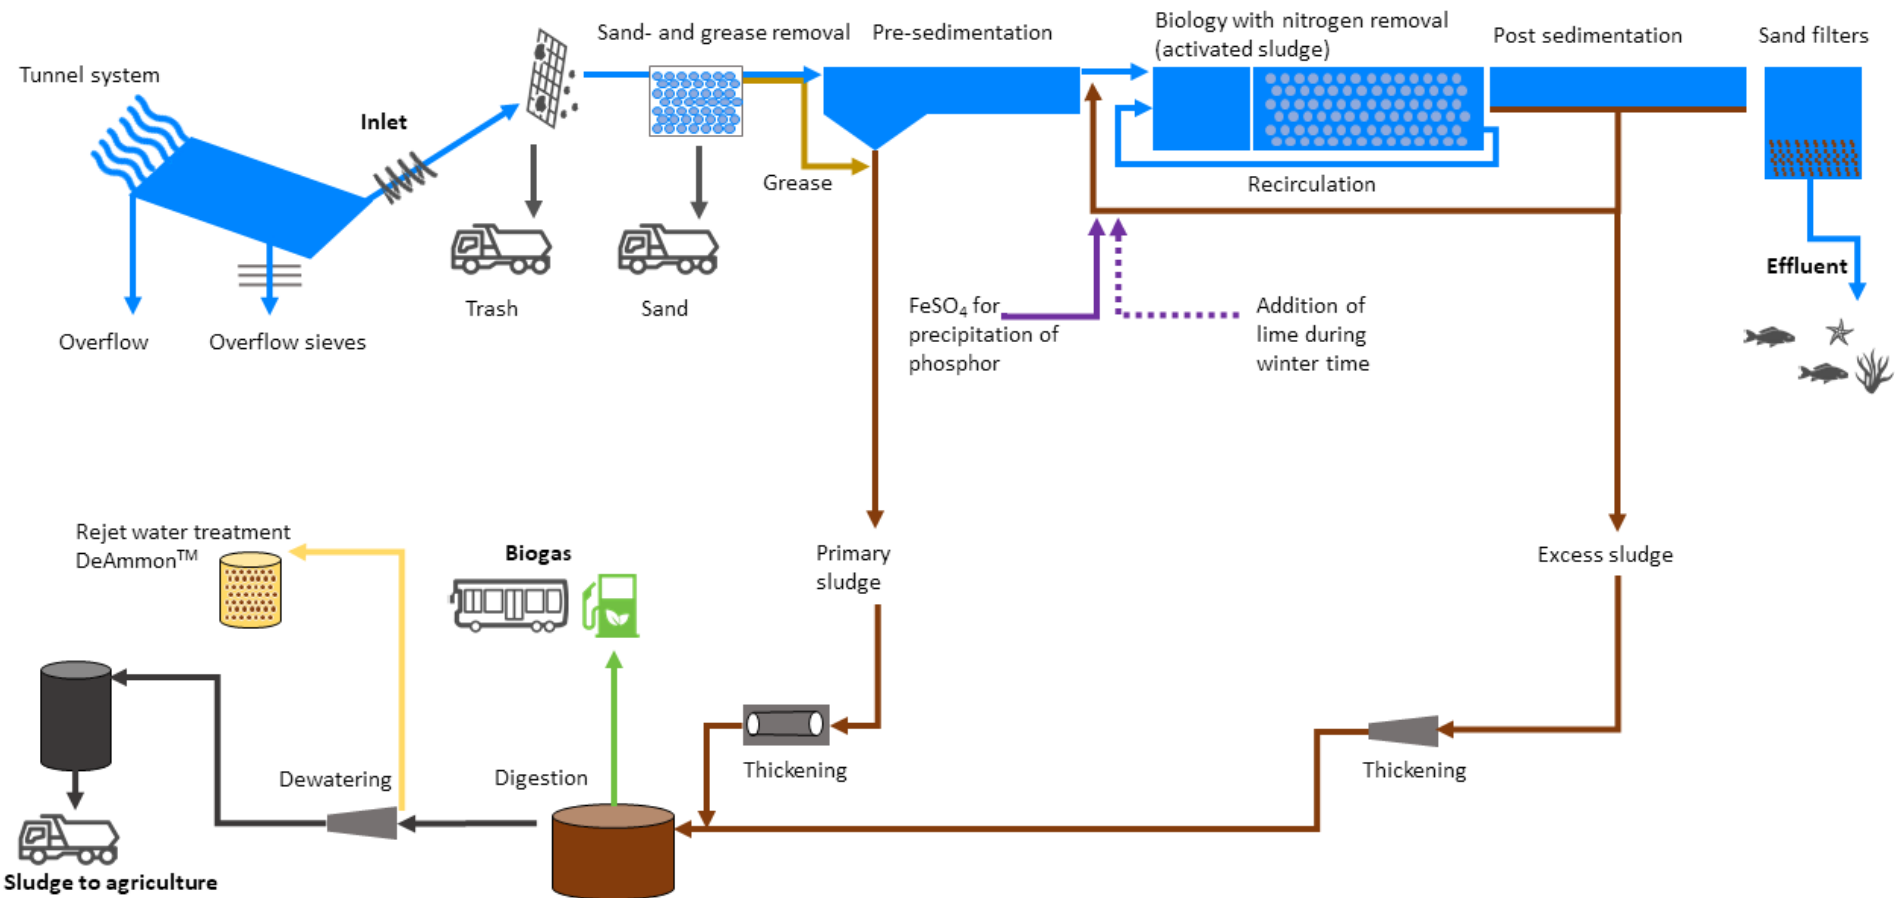 Tunnel system
Inlet
Sand- and grease removal
Pre-sedimentation
Biology with nitrogen removal
(activated sludge)
Post sedimentation
Sand filters
Grease
Recirculation
Effluent
Trash
Sand
Overflow
Overflow sieves
FeSO₄ for
precipitation of
phosphor
Addition of
lime during
winter time
Rejet water treatment
DeAmmon™
Biogas
Primary
sludge
Excess sludge
Dewatering
Digestion
Thickening
Thickening
Sludge to agriculture